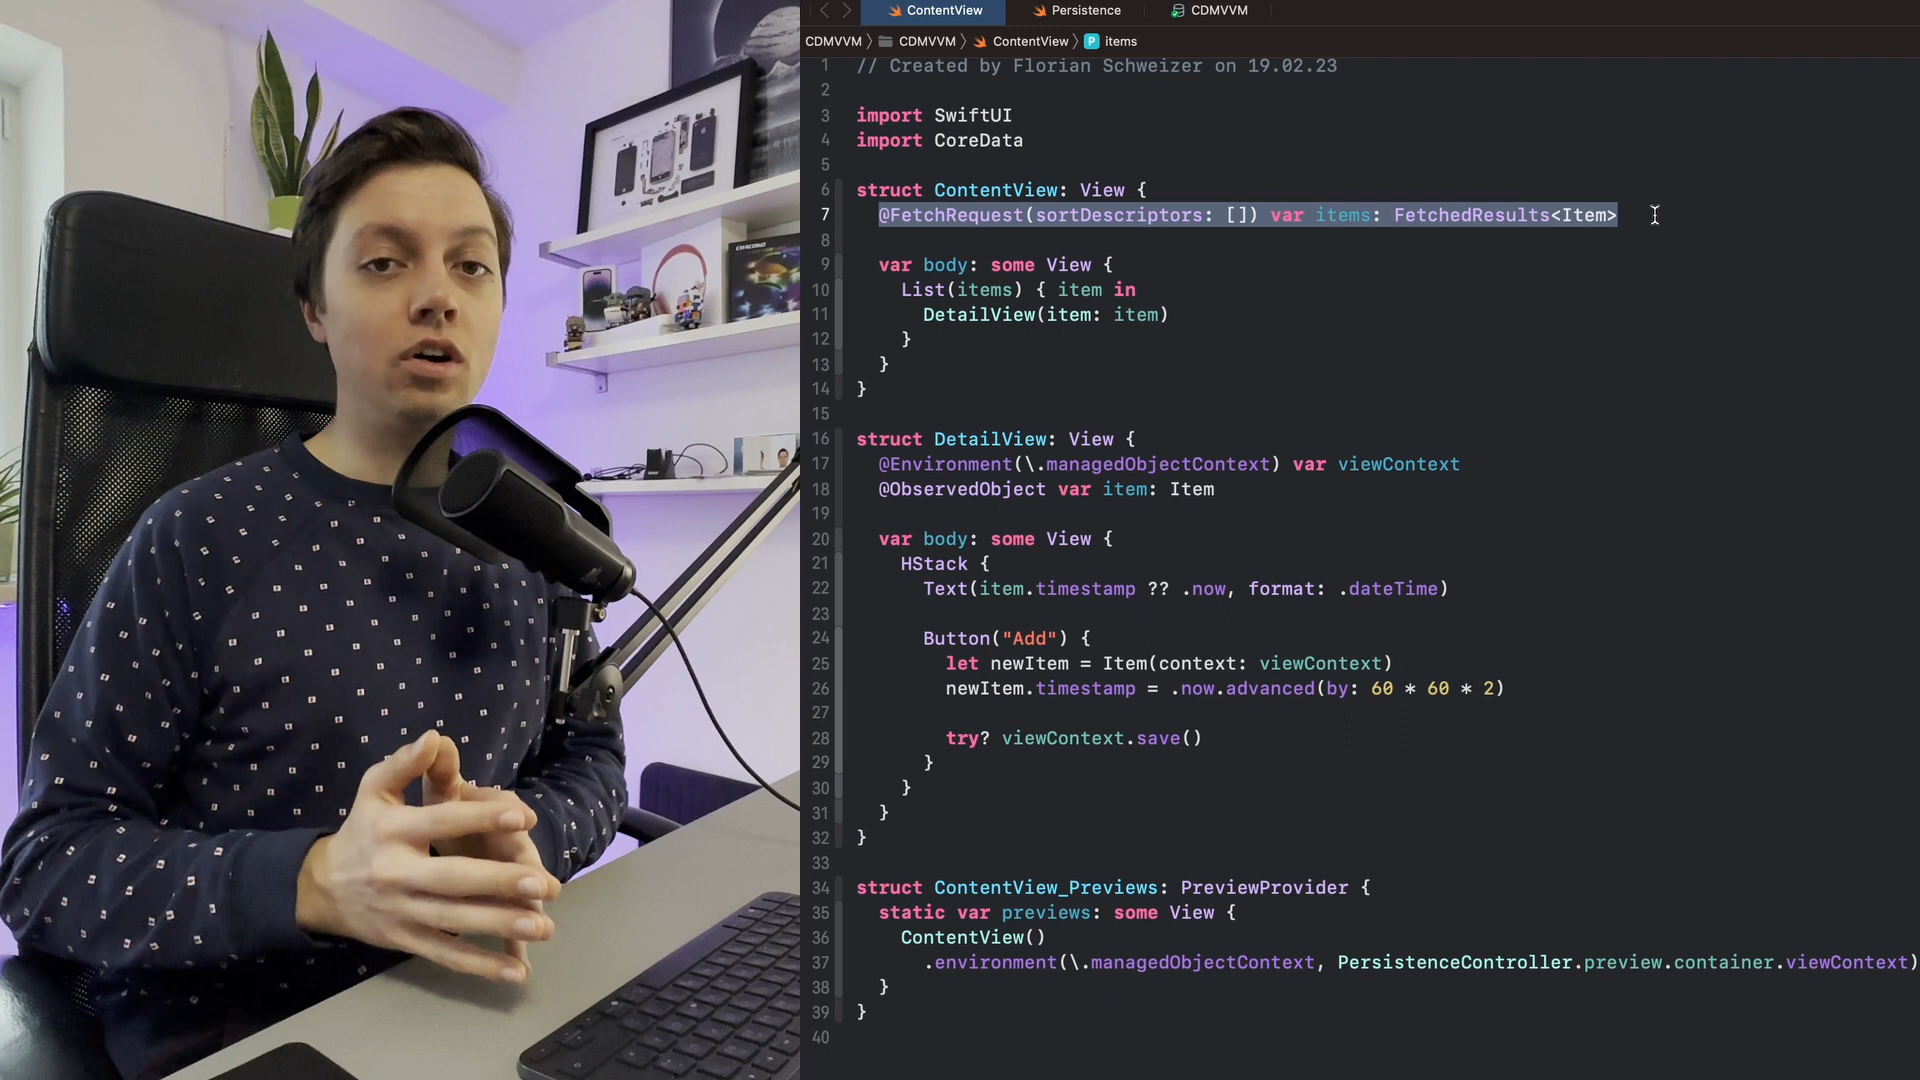 ContentView Persistence CDMVVM
CDMVVM CDMVVM ContentView P items
1 // Created by Florian Schweizer on 19.02.23
2
3 import SwiftUI
4 import CoreData
5
6 struct ContentView: View {
7 @FetchRequest(sortDescriptors: []) var items: FetchedResults<Item>
8
9 var body: some View {
10 List(items) { item in
11 DetailView(item: item)
12 }
13 }
14 }
15
16 struct DetailView: View {
17 @Environment(\.managedObjectContext) var viewContext
18 @ObservedObject var item: Item
19
20 var body: some View {
21 HStack {
22 Text(item.timestamp ?? .now, format: .dateTime)
23
24 Button("Add") {
25 let newItem = Item(context: viewContext)
26 newItem.timestamp = .now.advanced(by: 60 * 60 * 2)
27
28 try? viewContext.save()
29 }
30 }
31 }
32 }
33
34 struct ContentView_Previews: PreviewProvider {
35 static var previews: some View {
36 ContentView()
37 .environment(\.managedObjectContext, PersistenceController.preview.container.viewContext)
38 }
39 }
40